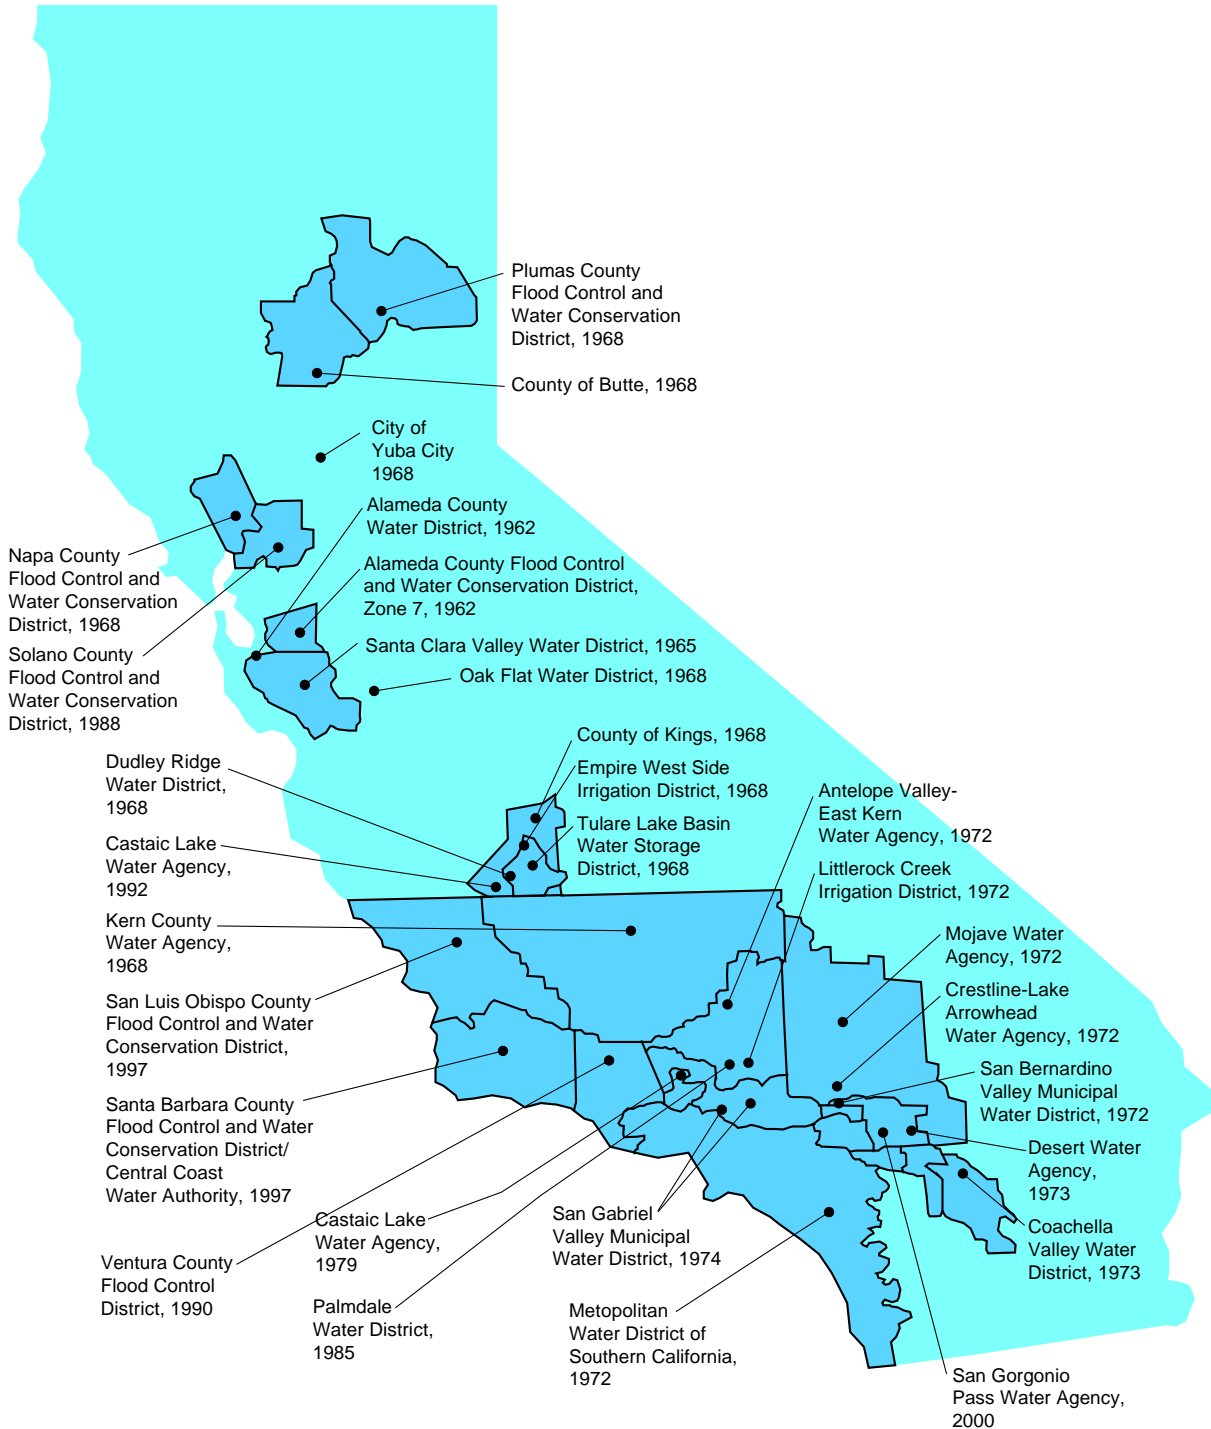 Plumas County
Flood Control and
Water Conservation
District, 1968
County of Butte, 1968
City of
Yuba City
1968
Alameda County
Water District, 1962
Napa County
Flood Control and
Water Conservation
District, 1968
Alameda County Flood Control
and Water Conservation District,
Zone 7, 1962
Santa Clara Valley Water District, 1965
Solano County
Flood Control and
Water Conservation
District, 1988
Oak Flat Water District, 1968
County of Kings, 1968
Dudley Ridge
Water District,
1968
Empire West Side
Irrigation District, 1968
Antelope Valley-
East Kern
Water Agency, 1972
Tulare Lake Basin
Water Storage
District, 1968
Castaic Lake
Water Agency,
1992
Littlerock Creek
Irrigation District, 1972
Kern County
Water Agency,
1968
Mojave Water
Agency, 1972
San Luis Obispo County
Flood Control and Water
Conservation District,
1997
Crestline-Lake
Arrowhead
Water Agency, 1972
San Bernardino
Valley Municipal
Water District, 1972
Santa Barbara County
Flood Control and Water
Conservation District/
Central Coast
Water Authority, 1997
Desert Water
Agency,
1973
Castaic Lake
Water Agency,
1979
San Gabriel
Valley Municipal
Water District, 1974
Coachella
Valley Water
District, 1973
Ventura County
Flood Control
District, 1990
Palmdale
Water District,
1985
Metopolitan
Water District of
Southern California,
1972
San Gorgonio
Pass Water Agency,
2000